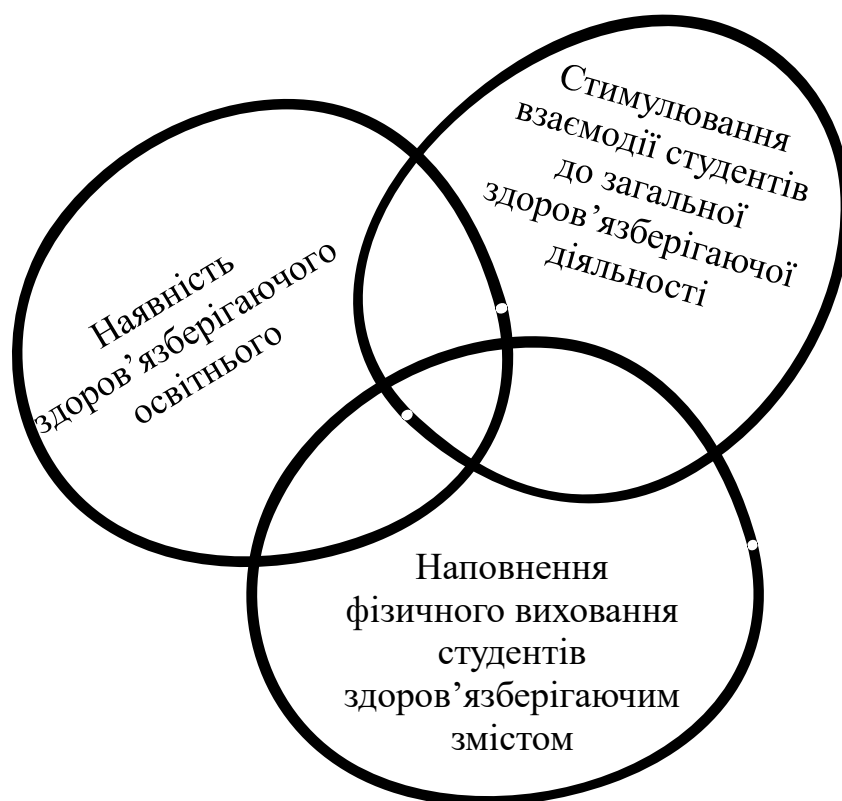 Наявність
здоров’язберігаючого
освітнього
Стимулювання
взаємодії студентів
до загальної
здоров’язберігаючої
діяльності
Наповнення
фізичного виховання
студентів
здоров’язберігаючим
змістом